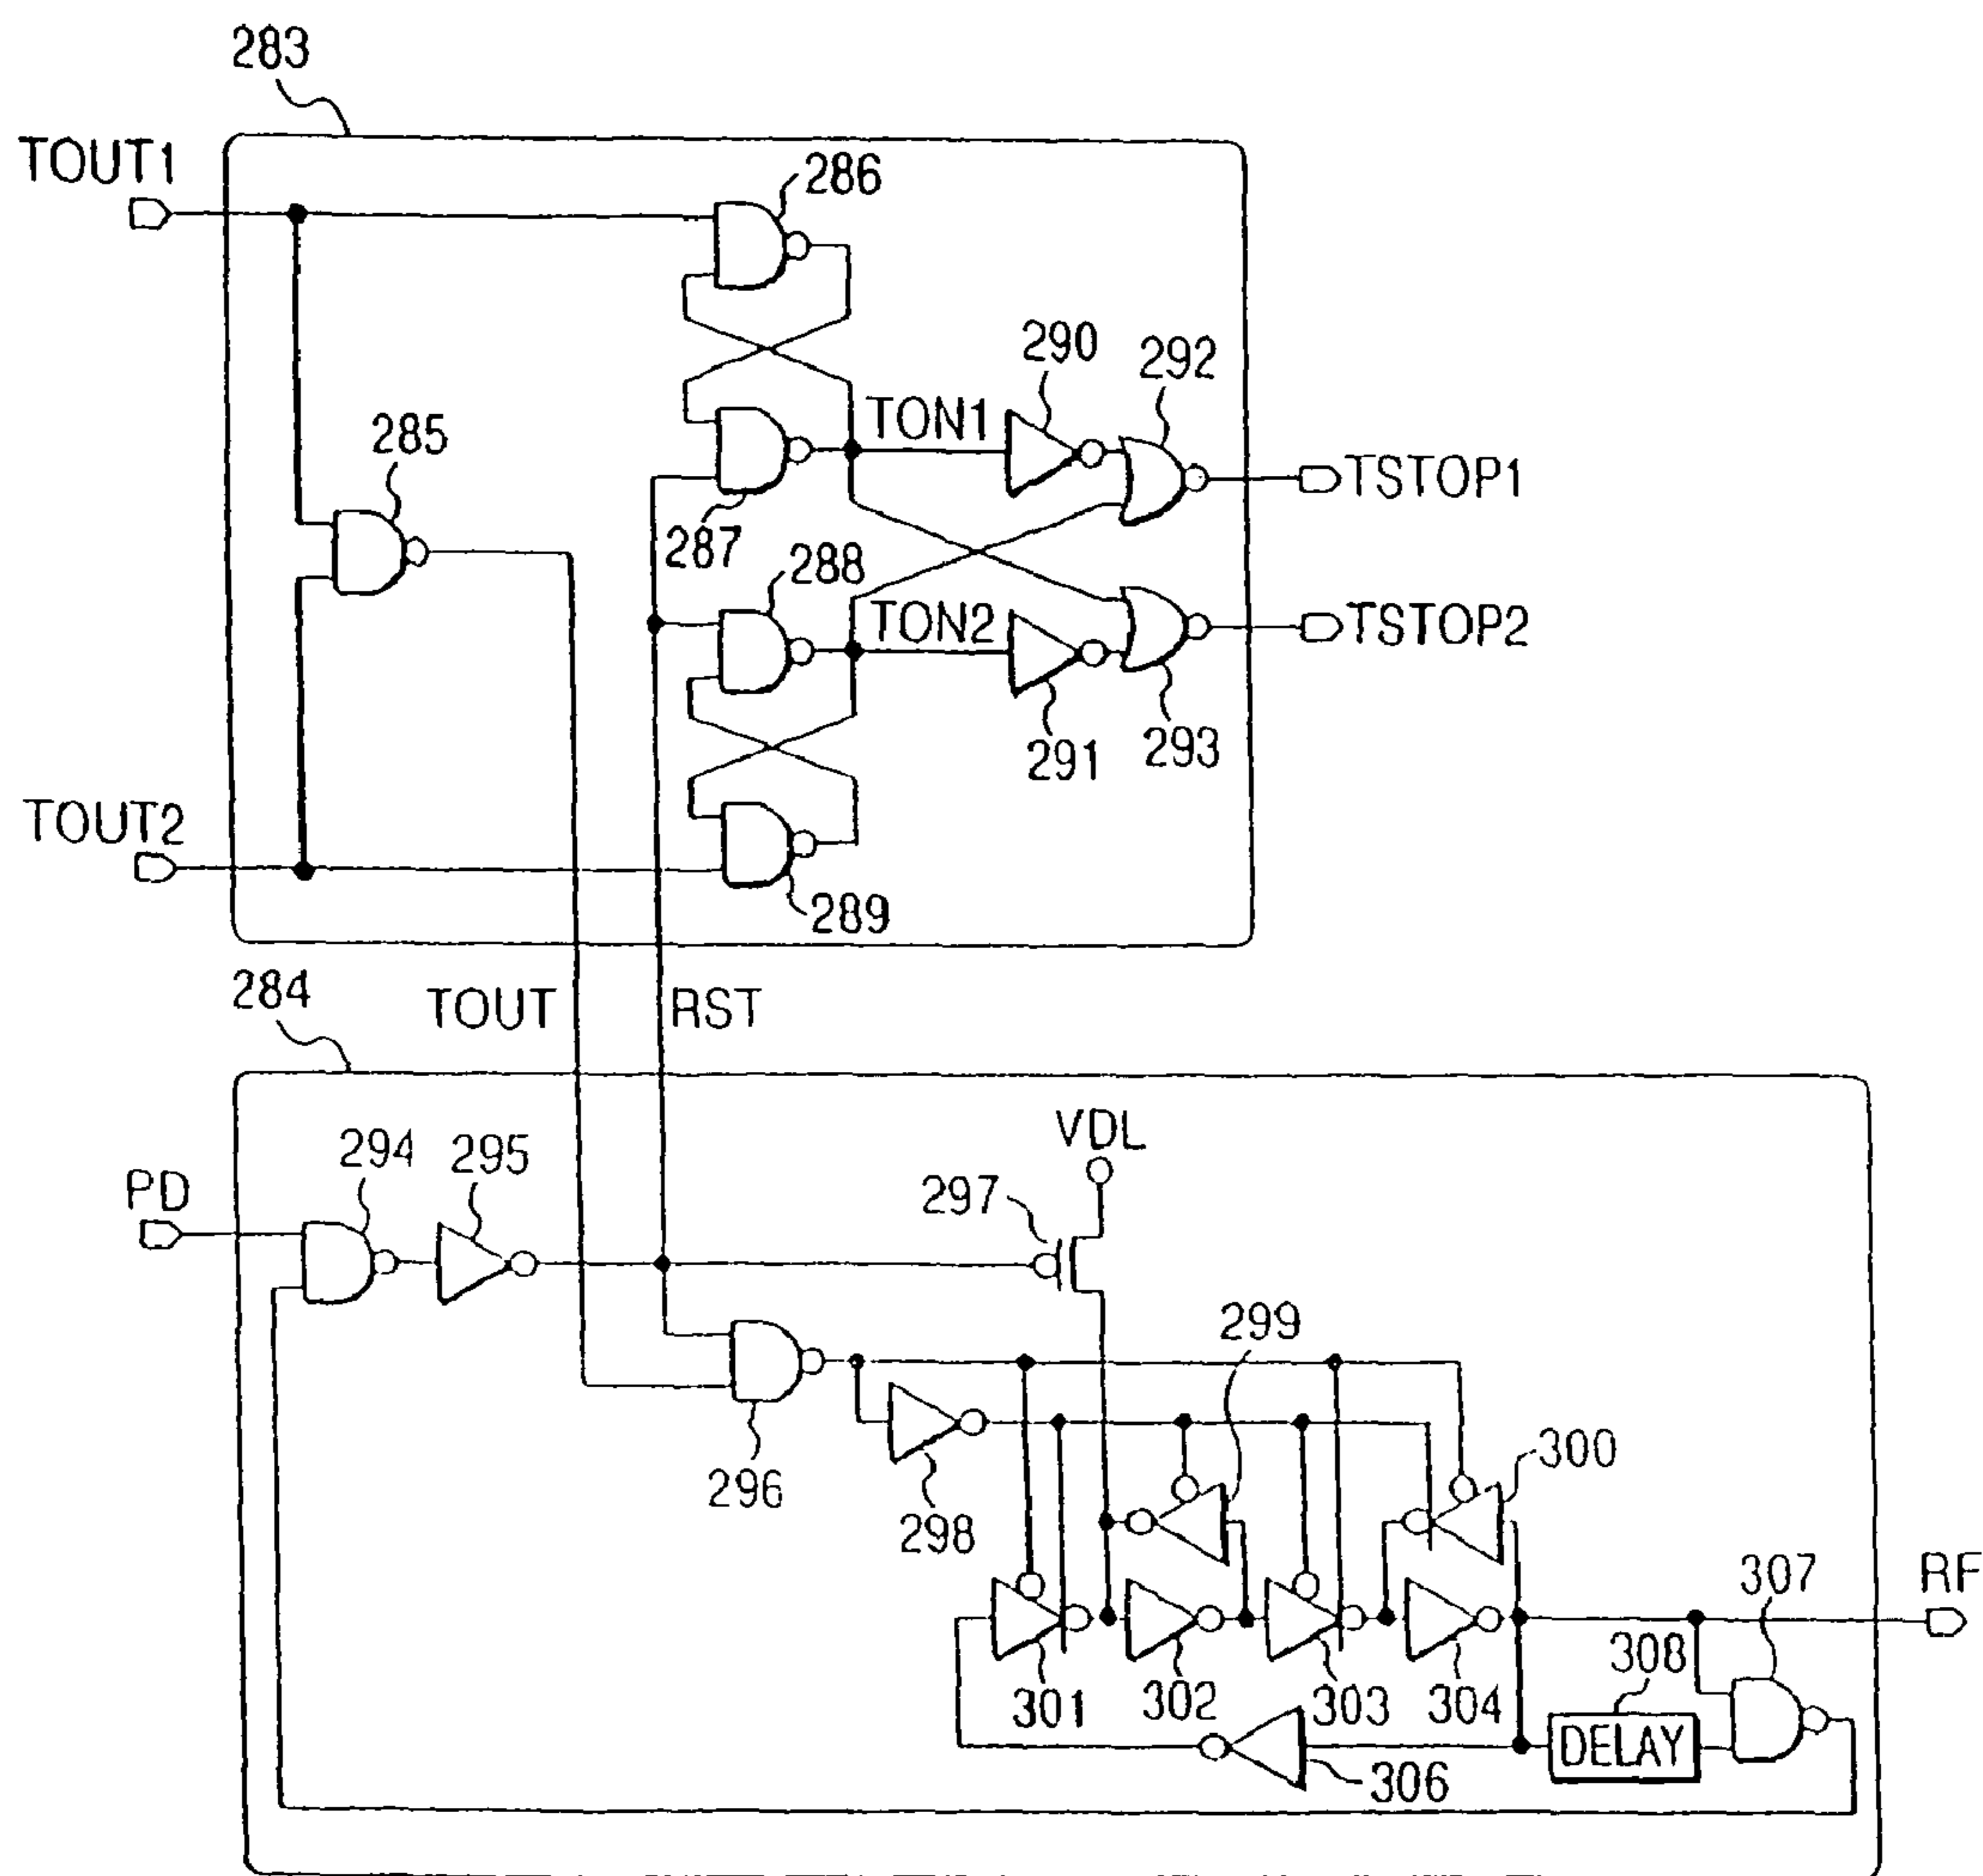 283
TOUT1
286
290
292
TON1
TSTOP1
285
287
288
TON2
TSTOP2
291
293
TOUT2
289
284
TOUT
RST
VDL
294
295
297
PD
299
296
298
300
307
RF
301
302
303
304
308
DELAY
306